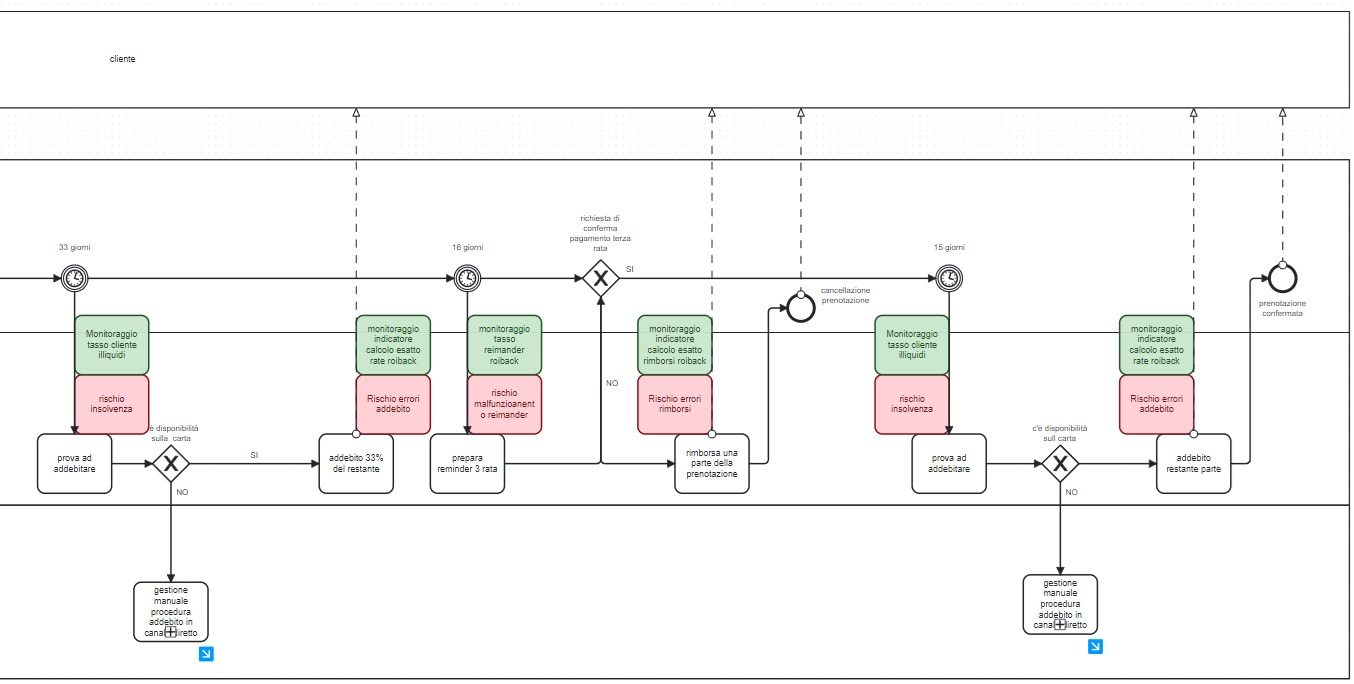 cliente
richiesta di
conferma
pagamento terza
rata
33 giorni
16 giorni
15 giorni
SI
cancellazione
prenotazione
prenotazione
confermata
Monitoraggio
tasso cliente
illiquidi
monitoraggio
indicatore
calcolo esatto
rate roiback
monitoraggio
tasso
reimander
roiback
monitoraggio
indicatore
calcolo esatto
rimborsi roiback
Monitoraggio
tasso cliente
illiquidi
monitoraggio
indicatore
calcolo esatto
rate roiback
NO
rischio
insolvenza
Rischio errori
addebito
rischio
malfunzioanent
o reimander
Rischio errori
rimborsi
rischio
insolvenza
Rischio errori
addebito
'è disponibilità
sulla carta
c'è disponibilità
sull carta
prova ad
addebitare
SI
addebito 33%
del restante
prepara
reminder 3 rata
rimborsa una
parte della
prenotazione
prova ad
addebitare
addebito
restante parte
NO
NO
gestione
manuale
procedura
addebito in
canale diretto
gestione
manuale
procedura
addebito in
canale diretto